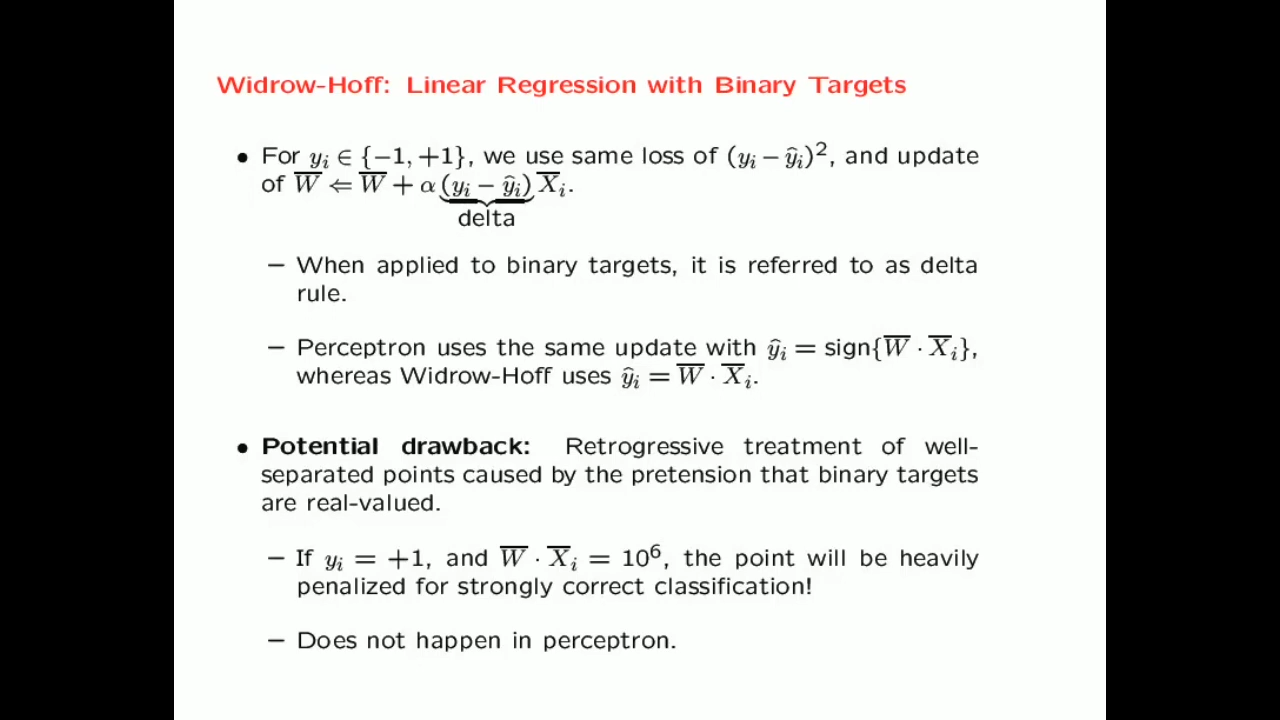 Widrow-Hoff: Linear Regression with Binary Targets
• For yᵢ ∈ {−1, +1}, we use same loss of (yᵢ − ŷᵢ)², and update
of W̅ ⇐ W̅ + α (yᵢ − ŷᵢ) X̅ᵢ.
delta
– When applied to binary targets, it is referred to as delta
rule.
– Perceptron uses the same update with ŷᵢ = sign{W̅ · X̅ᵢ},
whereas Widrow-Hoff uses ŷᵢ = W̅ · X̅ᵢ.
• Potential drawback: Retrogressive treatment of well-
separated points caused by the pretension that binary targets
are real-valued.
– If yᵢ = +1, and W̅ · X̅ᵢ = 10⁶, the point will be heavily
penalized for strongly correct classification!
– Does not happen in perceptron.